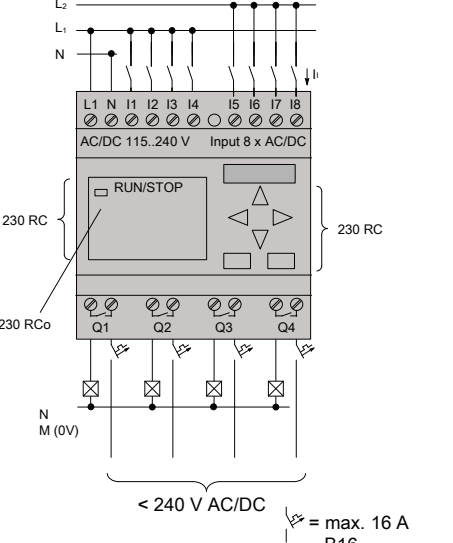 L2
L1
N
I
L1 N I1 I2 I3 I4 I5 I6 I7 I8
AC/DC 115..240 V Input 8 x AC/DC
RUN/STOP
230 RC
230 RC
230 RCo
Q1 Q2 Q3 Q4
N
M (0V)
< 240 V AC/DC
= max. 16 A
B16